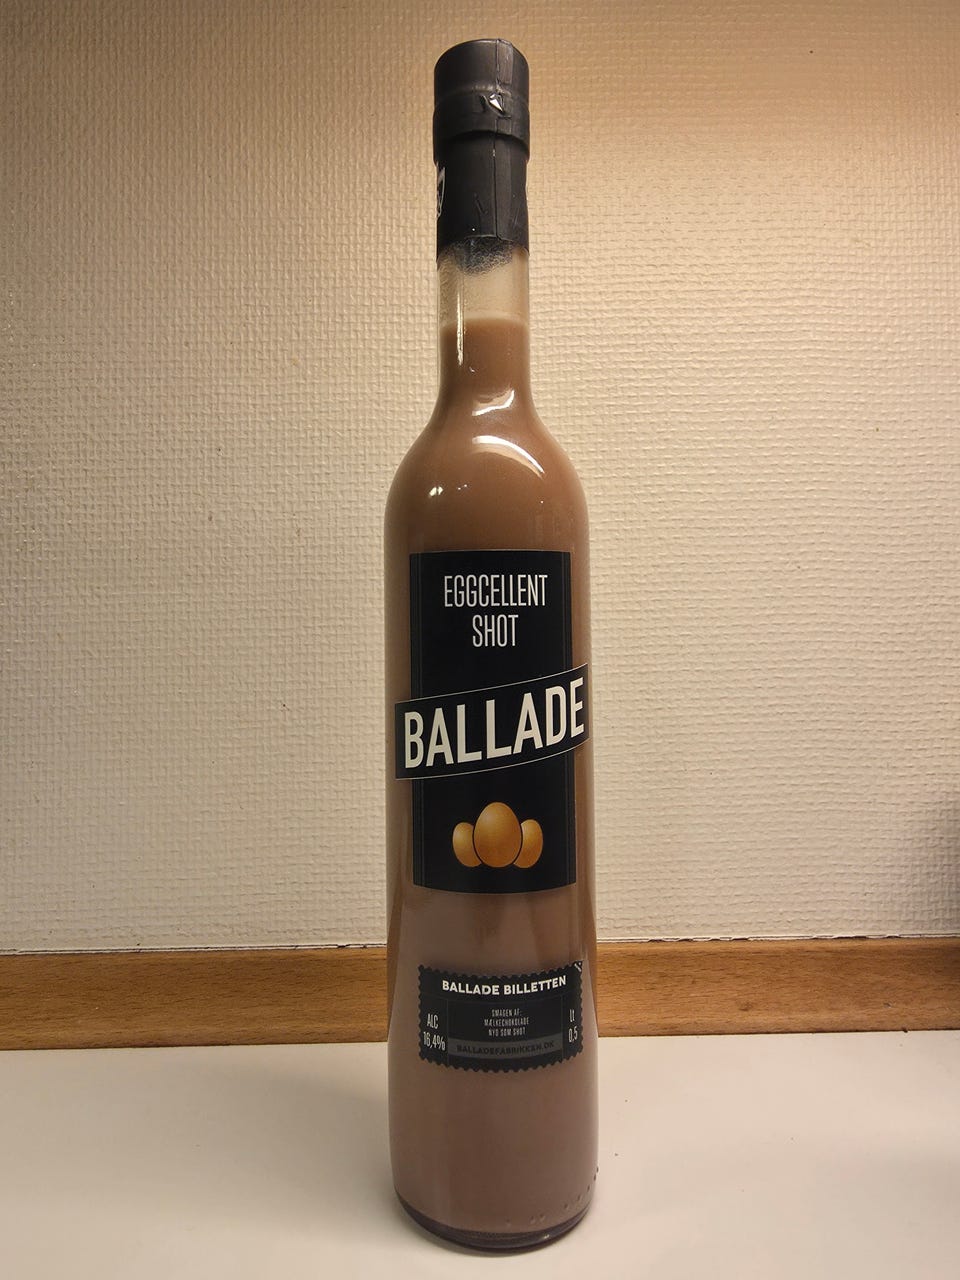 EGGCELLENT
SHOT
BALLADE
BALLADE BILLETTEN
ALC
16,4%
SMAGEN AF:
MÆLKECHOKOLADE
NYD SOM SHOT
BALLADEFABRIKKEN.DK
Lt
0,5